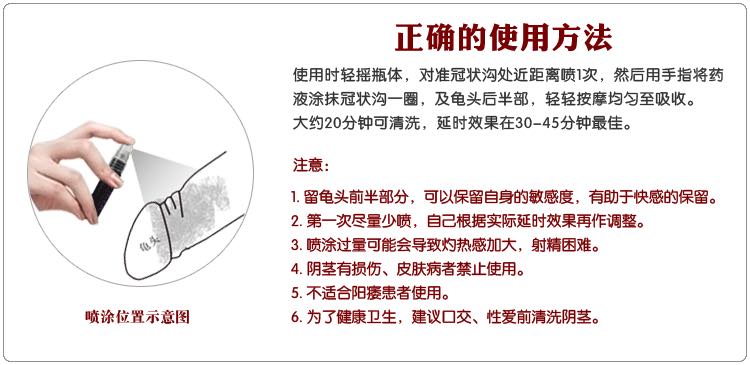 正确的使用方法
使用时轻摇瓶体，对准冠状沟处近距离喷1次，然后用手指将药
液涂抹冠状沟一圈，及龟头后半部，轻轻按摩均匀至吸收。
大约20分钟可清洗，延时效果在30-45分钟最佳。
注意：
1. 留龟头前半部分，可以保留自身的敏感度，有助于快感的保留。
2. 第一次尽量少喷，自己根据实际延时效果再作调整。
3. 喷涂过量可能会导致灼热感加大，射精困难。
4. 阴茎有损伤、皮肤病者禁止使用。
5. 不适合阳痿患者使用。
6. 为了健康卫生，建议口交、性爱前清洗阴茎。
龟头
喷涂位置示意图